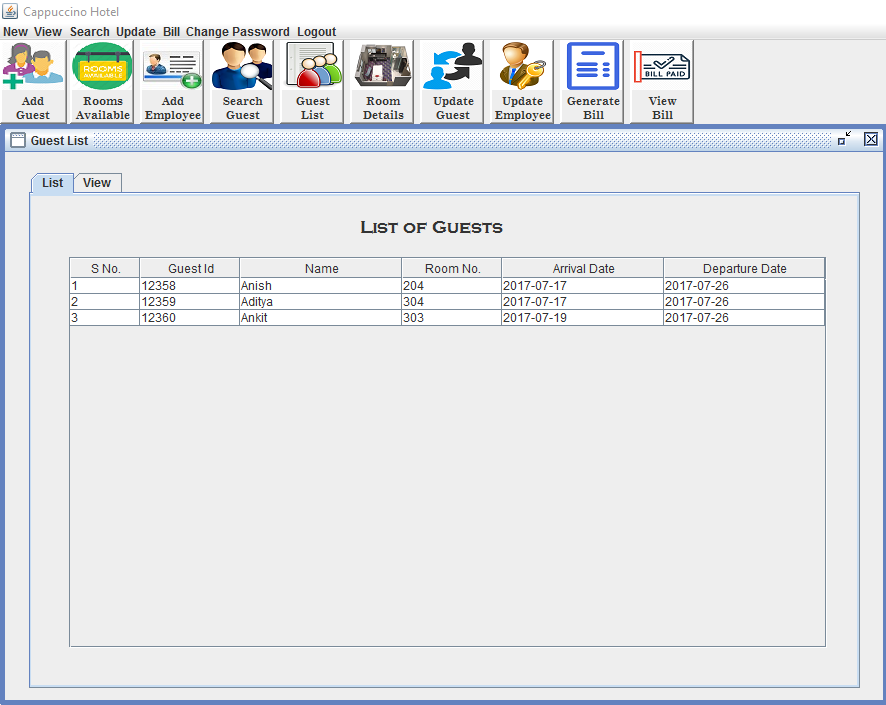 Cappuccino Hotel
New View Search Update Bill Change Password Logout
ROOMS
AVAILABLE
BILL PAID
Add Guest
Rooms Available
Add Employee
Search Guest
Guest List
Room Details
Update Guest
Update Employee
Generate Bill
View Bill
Guest List
List View
List of Guests
S No. Guest Id Name Room No. Arrival Date Departure Date
1 12358 Anish 204 2017-07-17 2017-07-26
2 12359 Aditya 304 2017-07-17 2017-07-26
3 12360 Ankit 303 2017-07-19 2017-07-26